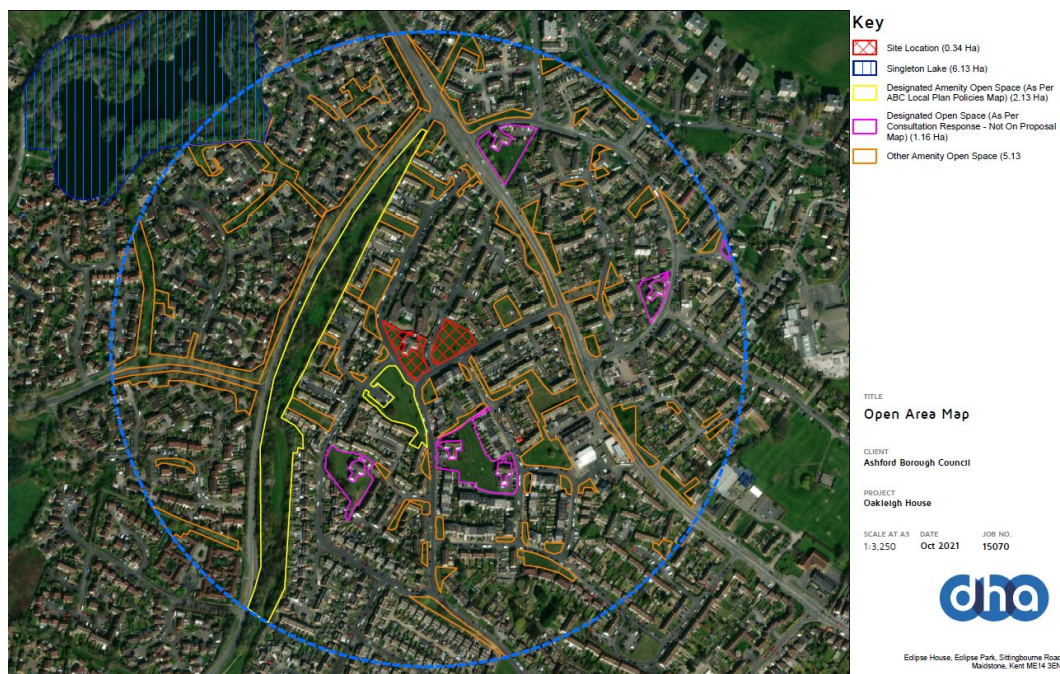 Key
Site Location (0.34 Ha)
Singleton Lake (6.13 Ha)
Designated Amenity Open Space (As Per
ABC Local Plan Policies Map) (2.13 Ha)
Designated Open Space (As Per
Consultation Response - Not On Proposal
Map) (1.16 Ha)
Other Amenity Open Space (5.13
TITLE
Open Area Map
CLIENT
Ashford Borough Council
PROJECT
Oakleigh House
SCALE AT A3 DATE JOB NO.
1:3,250 Oct 2021 15070
dha
Eclipse House, Eclipse Park, Sittingbourne Road
Maidstone, Kent ME14 3EN